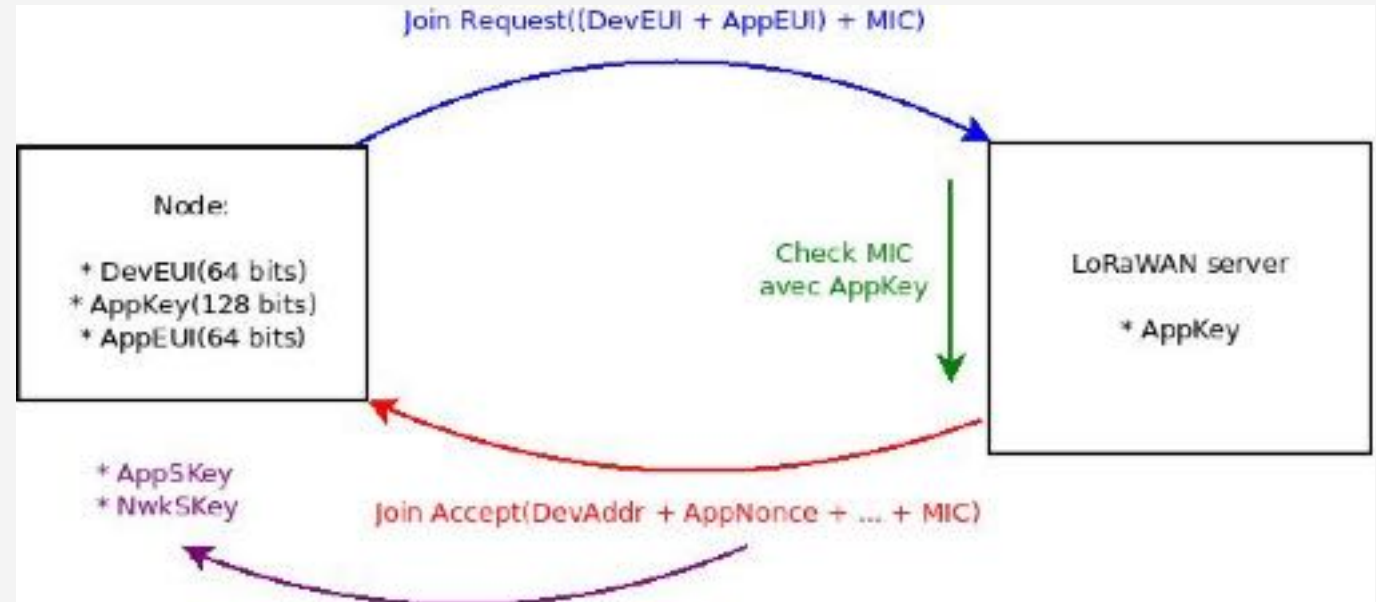 Join Request((DevEUI + AppEUI) + MIC)
Node:
* DevEUI(64 bits)
* AppKey(128 bits)
* AppEUI(64 bits)
Check MIC
avec AppKey
LoRaWAN server
* AppKey
* AppSKey
* NwkSKey
Join Accept(DevAddr + AppNonce + ... + MIC)